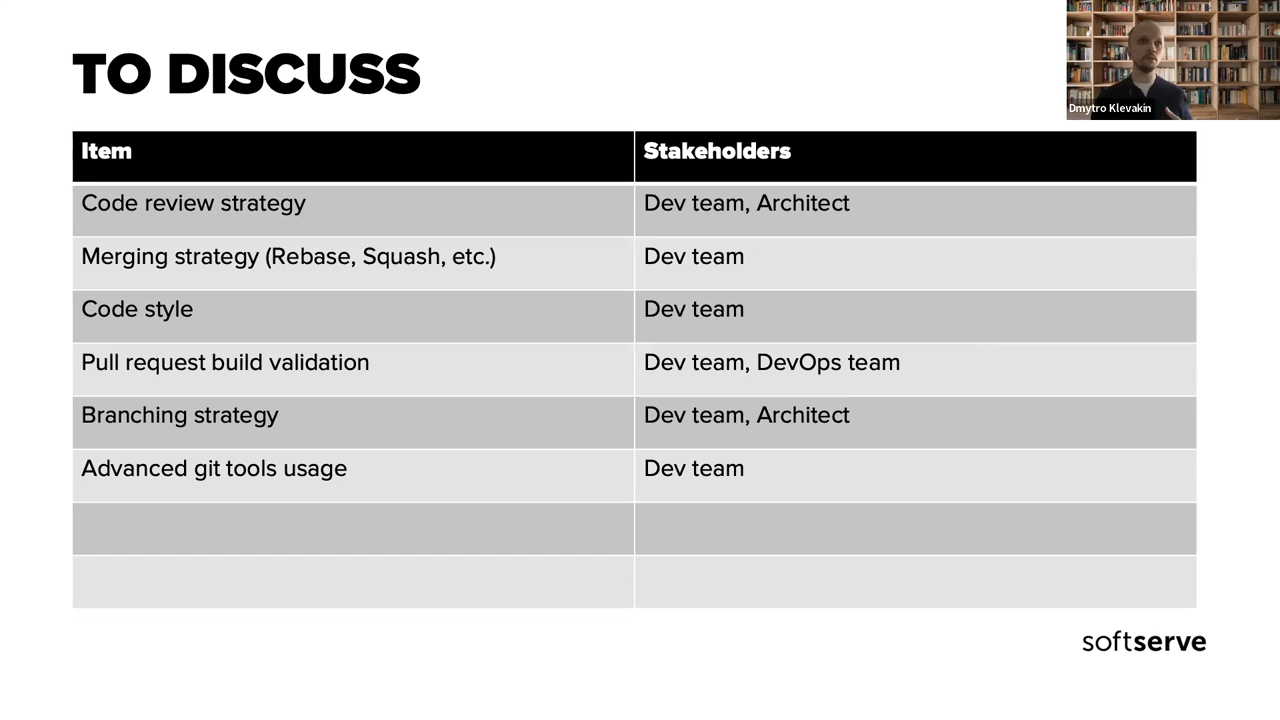 TO DISCUSS
Dmytro Klevakin
Item Stakeholders
Code review strategy Dev team, Architect
Merging strategy (Rebase, Squash, etc.) Dev team
Code style Dev team
Pull request build validation Dev team, DevOps team
Branching strategy Dev team, Architect
Advanced git tools usage Dev team
softserve